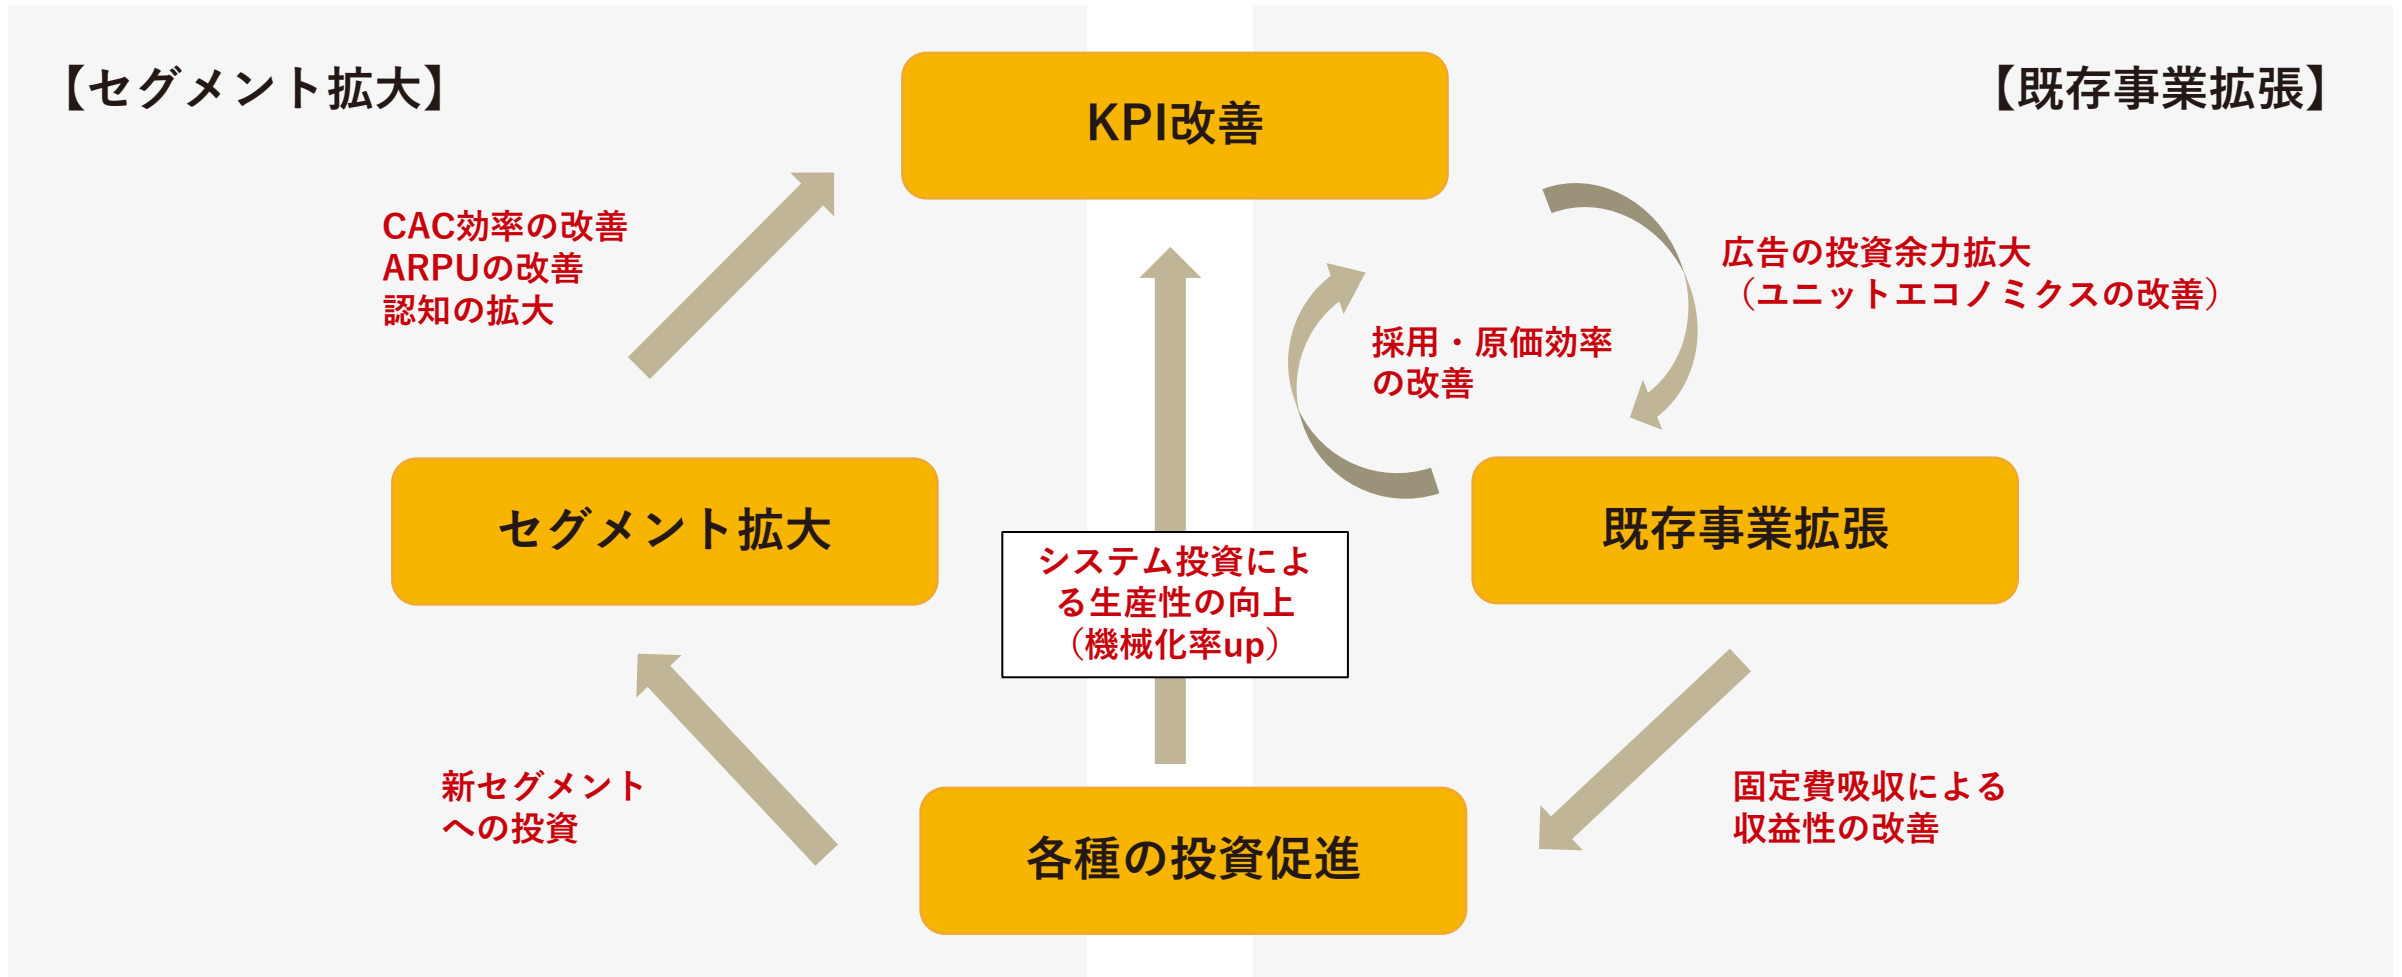 【セグメント拡大】
【既存事業拡張】
KPI改善
CAC効率の改善
ARPUの改善
認知の拡大
広告の投資余力拡大
（ユニットエコノミクスの改善）
採用・原価効率
の改善
セグメント拡大
既存事業拡張
システム投資によ
る生産性の向上
（機械化率up）
新セグメント
への投資
固定費吸収による
収益性の改善
各種の投資促進